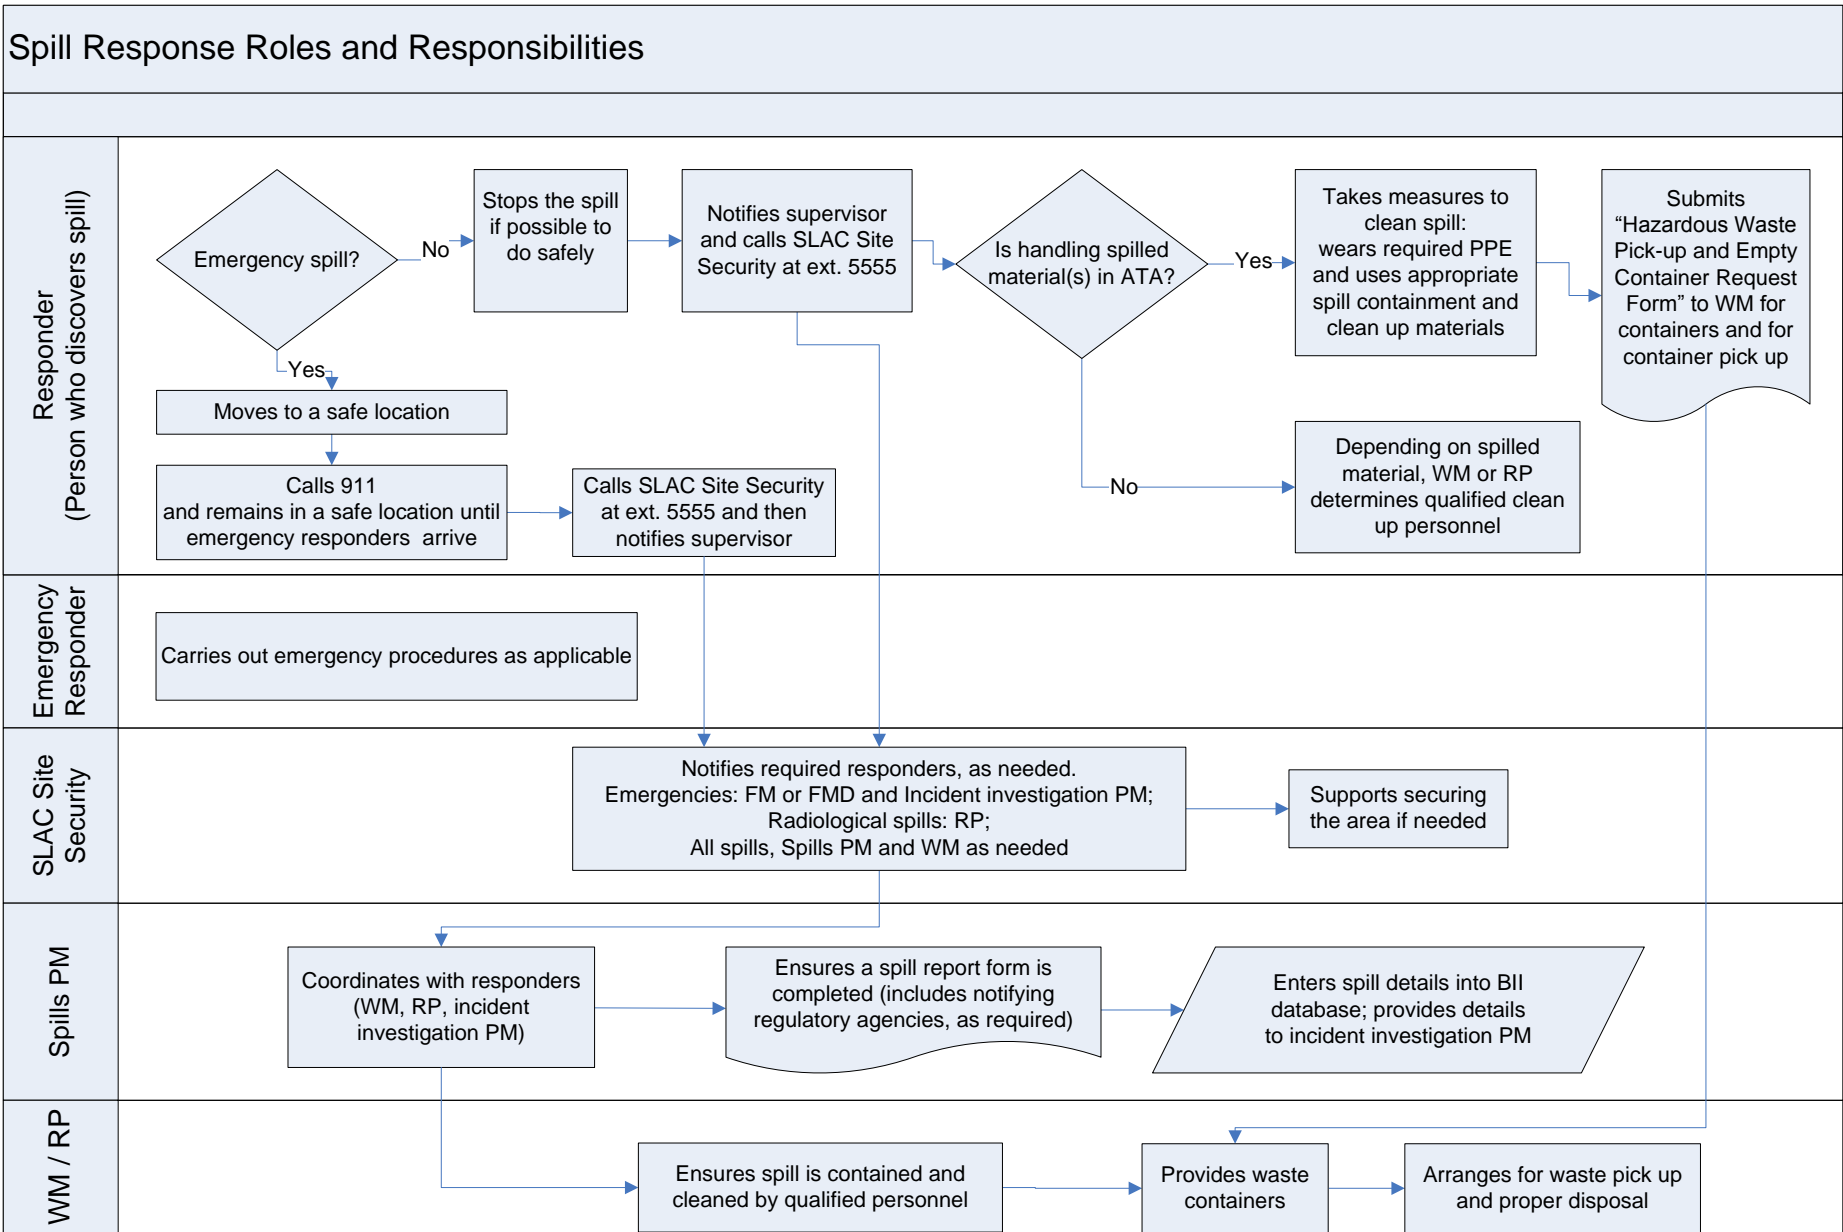 Spill Response Roles and Responsibilities
Responder
(Person who discovers spill)
Emergency spill?
No
Stops the spill
if possible to
do safely
Notifies supervisor
and calls SLAC Site
Security at ext. 5555
Is handling spilled
material(s) in ATA?
Yes
Takes measures to
clean spill:
wears required PPE
and uses appropriate
spill containment and
clean up materials
Submits
“Hazardous Waste
Pick-up and Empty
Container Request
Form” to WM for
containers and for
container pick up
Yes
Moves to a safe location
Calls 911
and remains in a safe location until
emergency responders arrive
Calls SLAC Site Security
at ext. 5555 and then
notifies supervisor
No
Depending on spilled
material, WM or RP
determines qualified clean
up personnel
Emergency
Responder
Carries out emergency procedures as applicable
SLAC Site
Security
Notifies required responders, as needed.
Emergencies: FM or FMD and Incident investigation PM;
Radiological spills: RP;
All spills, Spills PM and WM as needed
Supports securing
the area if needed
Spills PM
Coordinates with responders
(WM, RP, incident
investigation PM)
Ensures a spill report form is
completed (includes notifying
regulatory agencies, as required)
Enters spill details into BII
database; provides details
to incident investigation PM
WM / RP
Ensures spill is contained and
cleaned by qualified personnel
Provides waste
containers
Arranges for waste pick up
and proper disposal